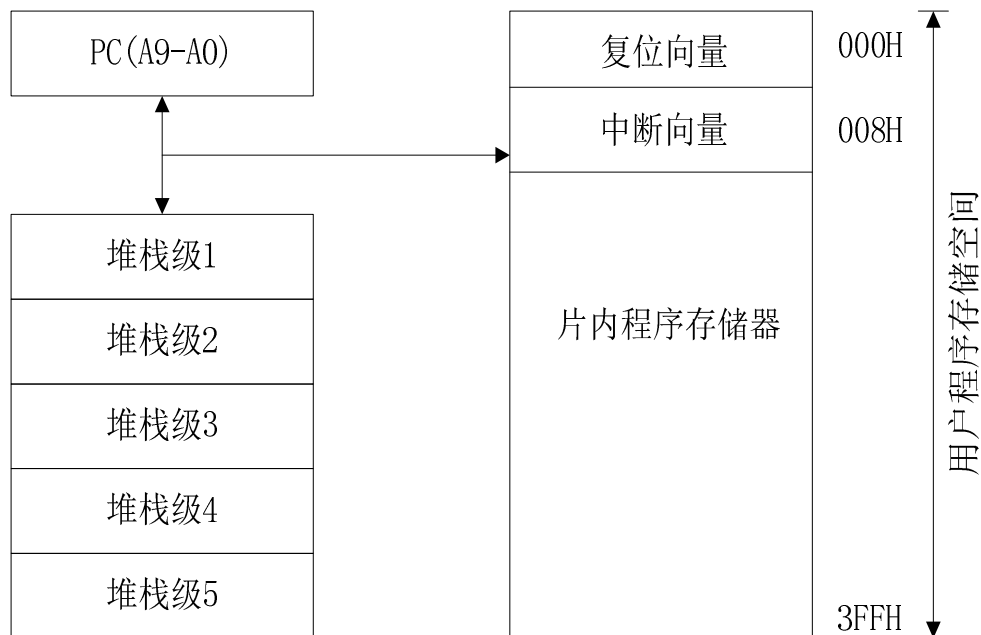 PC(A9-A0)
堆栈级1
堆栈级2
堆栈级3
堆栈级4
堆栈级5
复位向量
000H
中断向量
008H
片内程序存储器
3FFH
用户程序存储空间